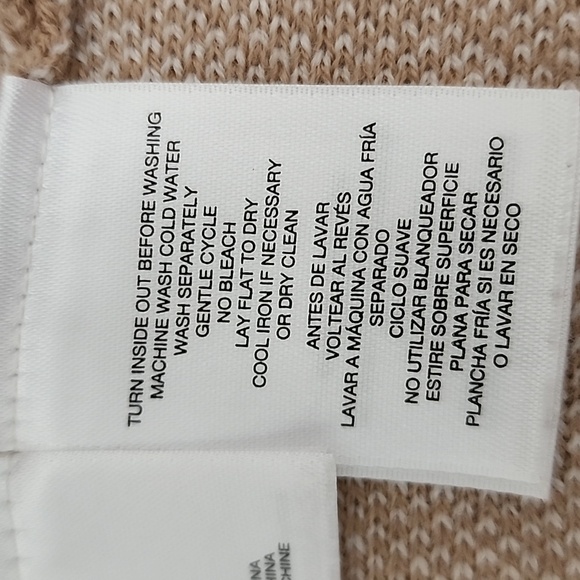 TURN INSIDE OUT BEFORE WASHING
MACHINE WASH COLD WATER
WASH SEPARATELY
GENTLE CYCLE
NO BLEACH
LAY FLAT TO DRY
COOL IRON IF NECESSARY
OR DRY CLEAN
ANTES DE LAVAR
VOLTEAR AL REVÉS
LAVAR A MÁQUINA CON AGUA FRÍA
SEPARADO
CICLO SUAVE
NO UTILIZAR BLANQUEADOR
ESTIRE SOBRE SUPERFICIE
PLANA PARA SECAR
PLANCHA FRÍA SI ES NECESARIO
O LAVAR EN SECO